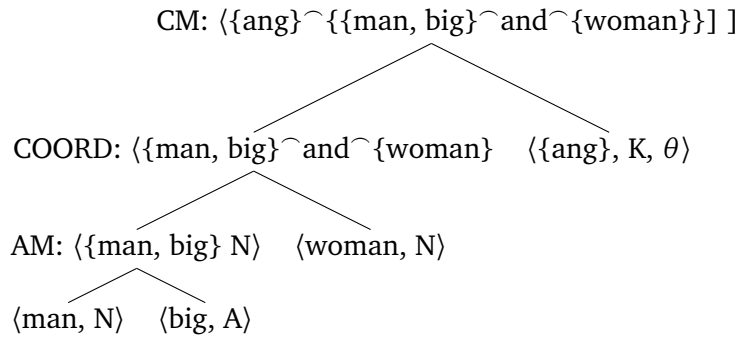 CM: ⟨{ang}⌒{{man, big}⌒and⌒{woman}}] ]
COORD: ⟨{man, big}⌒and⌒{woman} ⟨{ang}, K, θ⟩
AM: ⟨{man, big} N⟩ ⟨woman, N⟩
⟨man, N⟩ ⟨big, A⟩